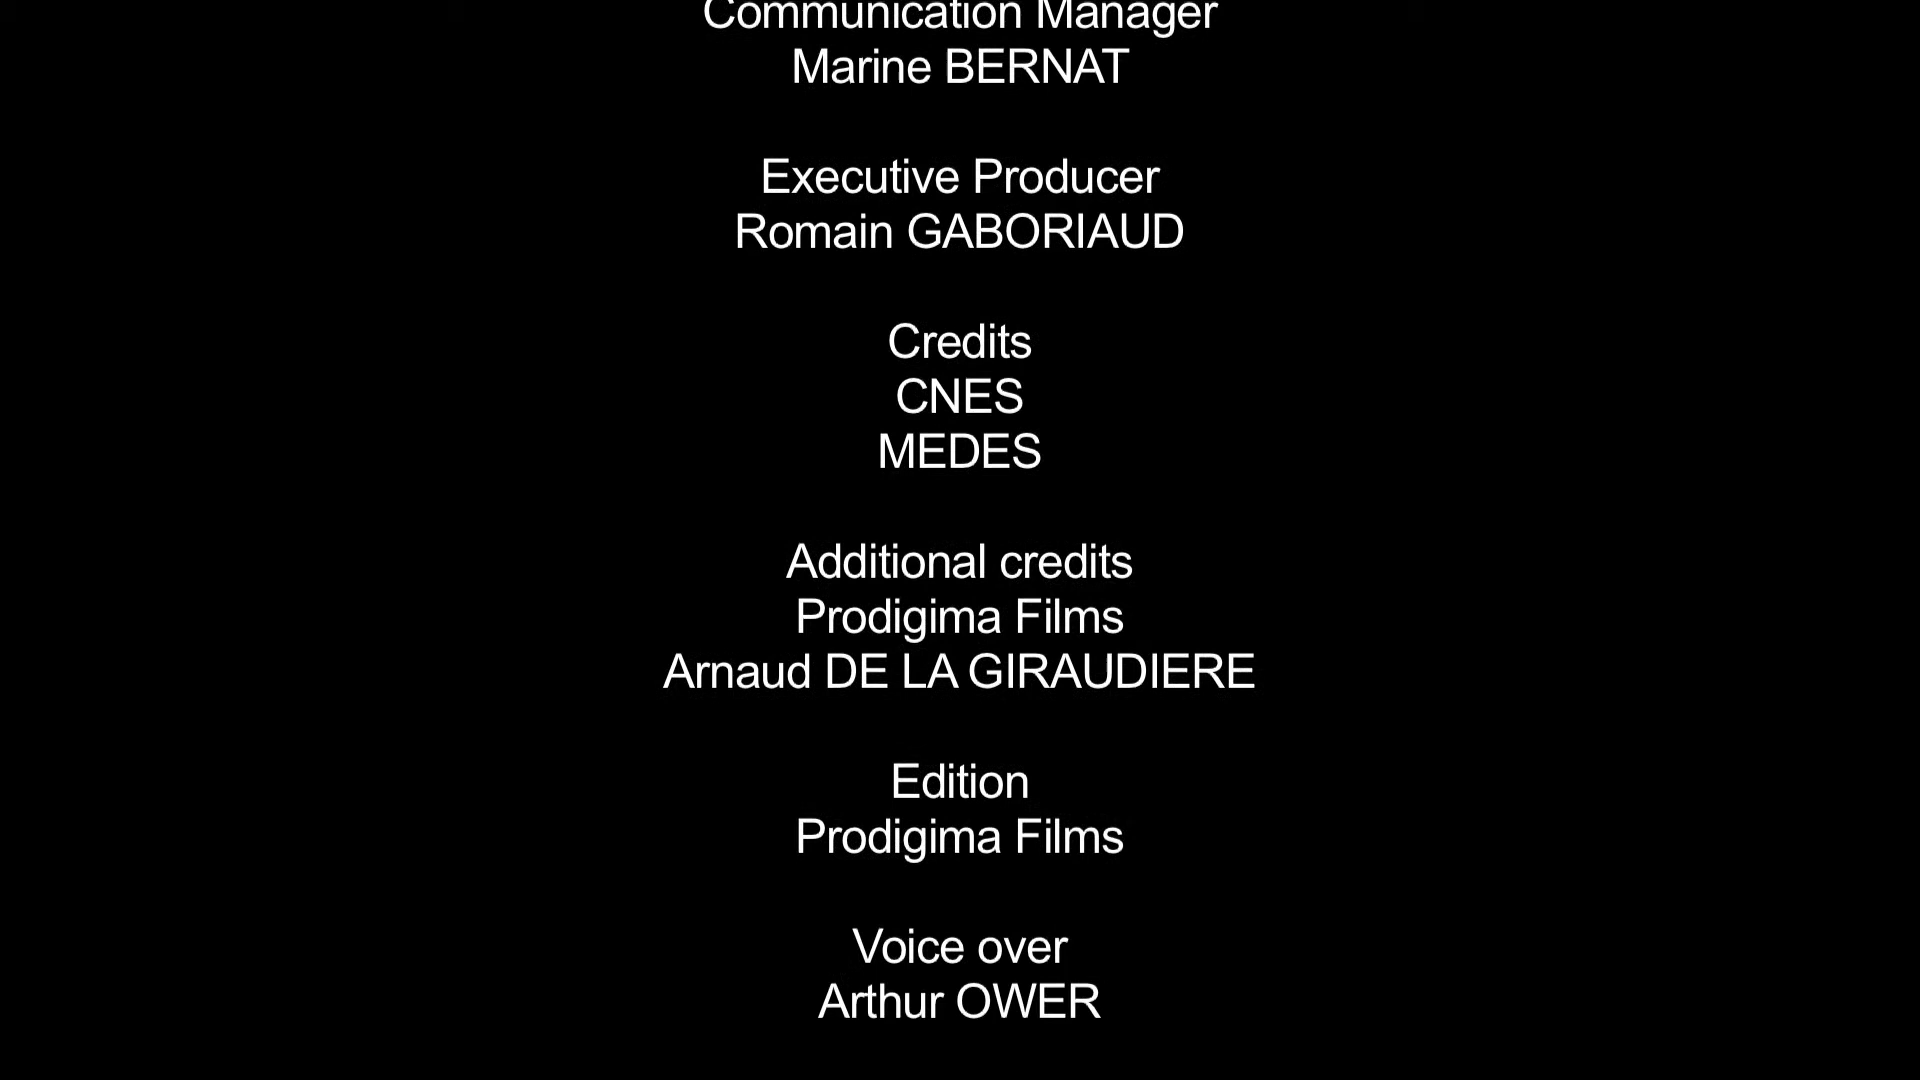 Communication Manager
Marine BERNAT
Executive Producer
Romain GABORIAUD
Credits
CNES
MEDES
Additional credits
Prodigima Films
Arnaud DE LA GIRAUDIERE
Edition
Prodigima Films
Voice over
Arthur OWER